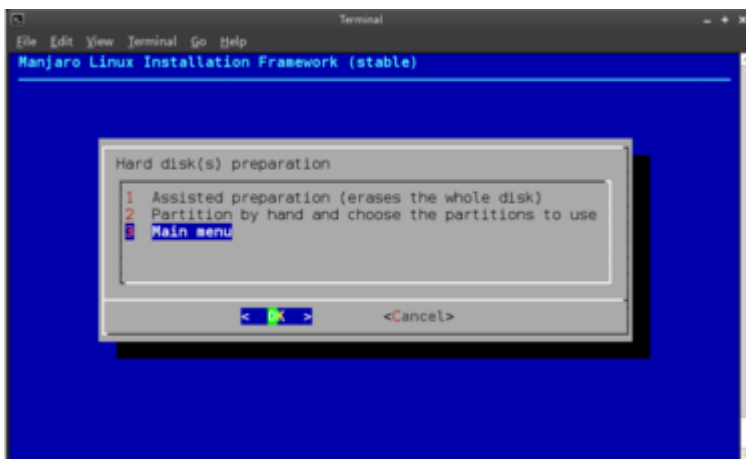 Terminal
File Edit View Terminal Go Help
Manjaro Linux Installation Framework (stable)
Hard disk(s) preparation
1 Assisted preparation (erases the whole disk)
2 Partition by hand and choose the partitions to use
3 Main menu
< OK > <Cancel>